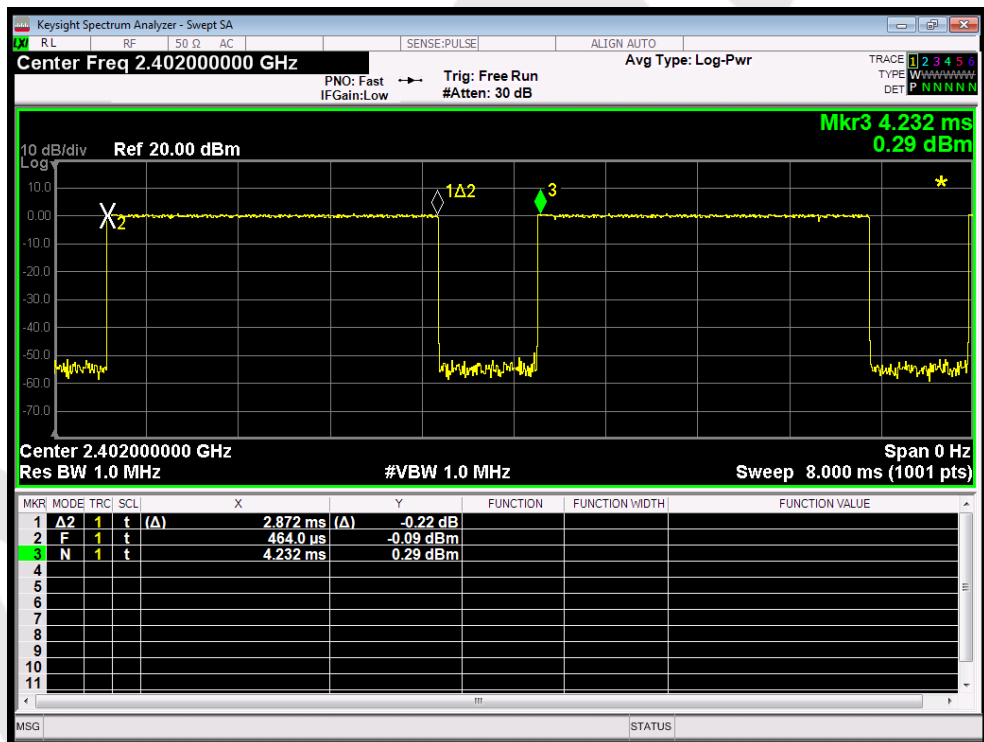 Keysight Spectrum Analyzer - Swept SA
LXI RL RF 50 Ω AC SENSE:PULSE ALIGN AUTO
Center Freq 2.402000000 GHz
PNO: Fast
IFGain:Low
Trig: Free Run
#Atten: 30 dB
Avg Type: Log-Pwr
TRACE 1 2 3 4 5 6
TYPE WWWWWWW
DET P N N N N N
Mkr3 4.232 ms
0.29 dBm
10 dB/div Ref 20.00 dBm
Log
10.0
0.00
-10.0
-20.0
-30.0
-40.0
-50.0
-60.0
-70.0
X2
1Δ2
3
*
Center 2.402000000 GHz Span 0 Hz
Res BW 1.0 MHz #VBW 1.0 MHz Sweep 8.000 ms (1001 pts)
MKR MODE TRC SCL X Y FUNCTION FUNCTION WIDTH FUNCTION VALUE
1 Δ2 1 t (Δ) 2.872 ms (Δ) -0.22 dB
2 F 1 t 464.0 µs -0.09 dBm
3 N 1 t 4.232 ms 0.29 dBm
4
5
6
7
8
9
10
11
MSG STATUS